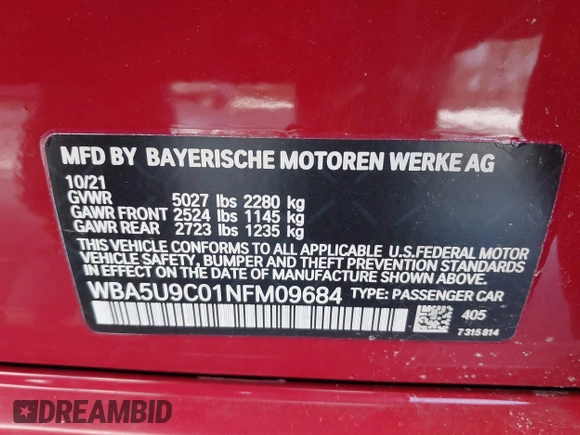 MFD BY BAYERISCHE MOTOREN WERKE AG
10/21
GVWR 5027 lbs 2280 kg
GAWR FRONT 2524 lbs 1145 kg
GAWR REAR 2723 lbs 1235 kg
THIS VEHICLE CONFORMS TO ALL APPLICABLE U.S.FEDERAL MOTOR
VEHICLE SAFETY, BUMPER AND THEFT PREVENTION STANDARDS
IN EFFECT ON THE DATE OF MANUFACTURE SHOWN ABOVE.
WBA5U9C01NFM09684 TYPE: PASSENGER CAR
405
7315814
DREAMBID